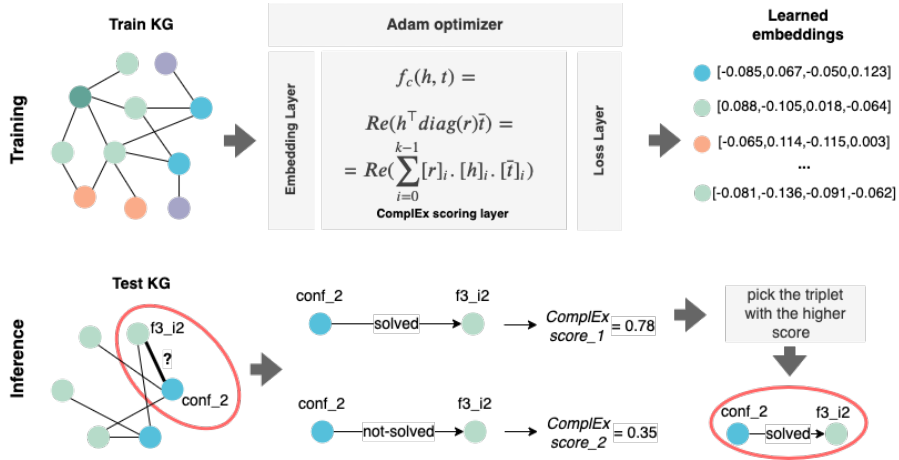 Train KG
Adam optimizer
Learned
embeddings
Training
Embedding Layer
f_c(h, t) =
Re(h^⊤diag(r)t̄) =
= Re(∑_{i=0}^{k−1}[r]_i . [h]_i . [t̄]_i)
ComplEx scoring layer
Loss Layer
[-0.085,0.067,-0.050,0.123]
[0.088,-0.105,0.018,-0.064]
[-0.065,0.114,-0.115,0.003]
...
[-0.081,-0.136,-0.091,-0.062]
Inference
Test KG
f3_i2
?
conf_2
conf_2
f3_i2
solved
ComplEx
score_1 = 0.78
conf_2
f3_i2
not-solved
ComplEx
score_2 = 0.35
pick the triplet
with the higher
score
conf_2
f3_i2
solved